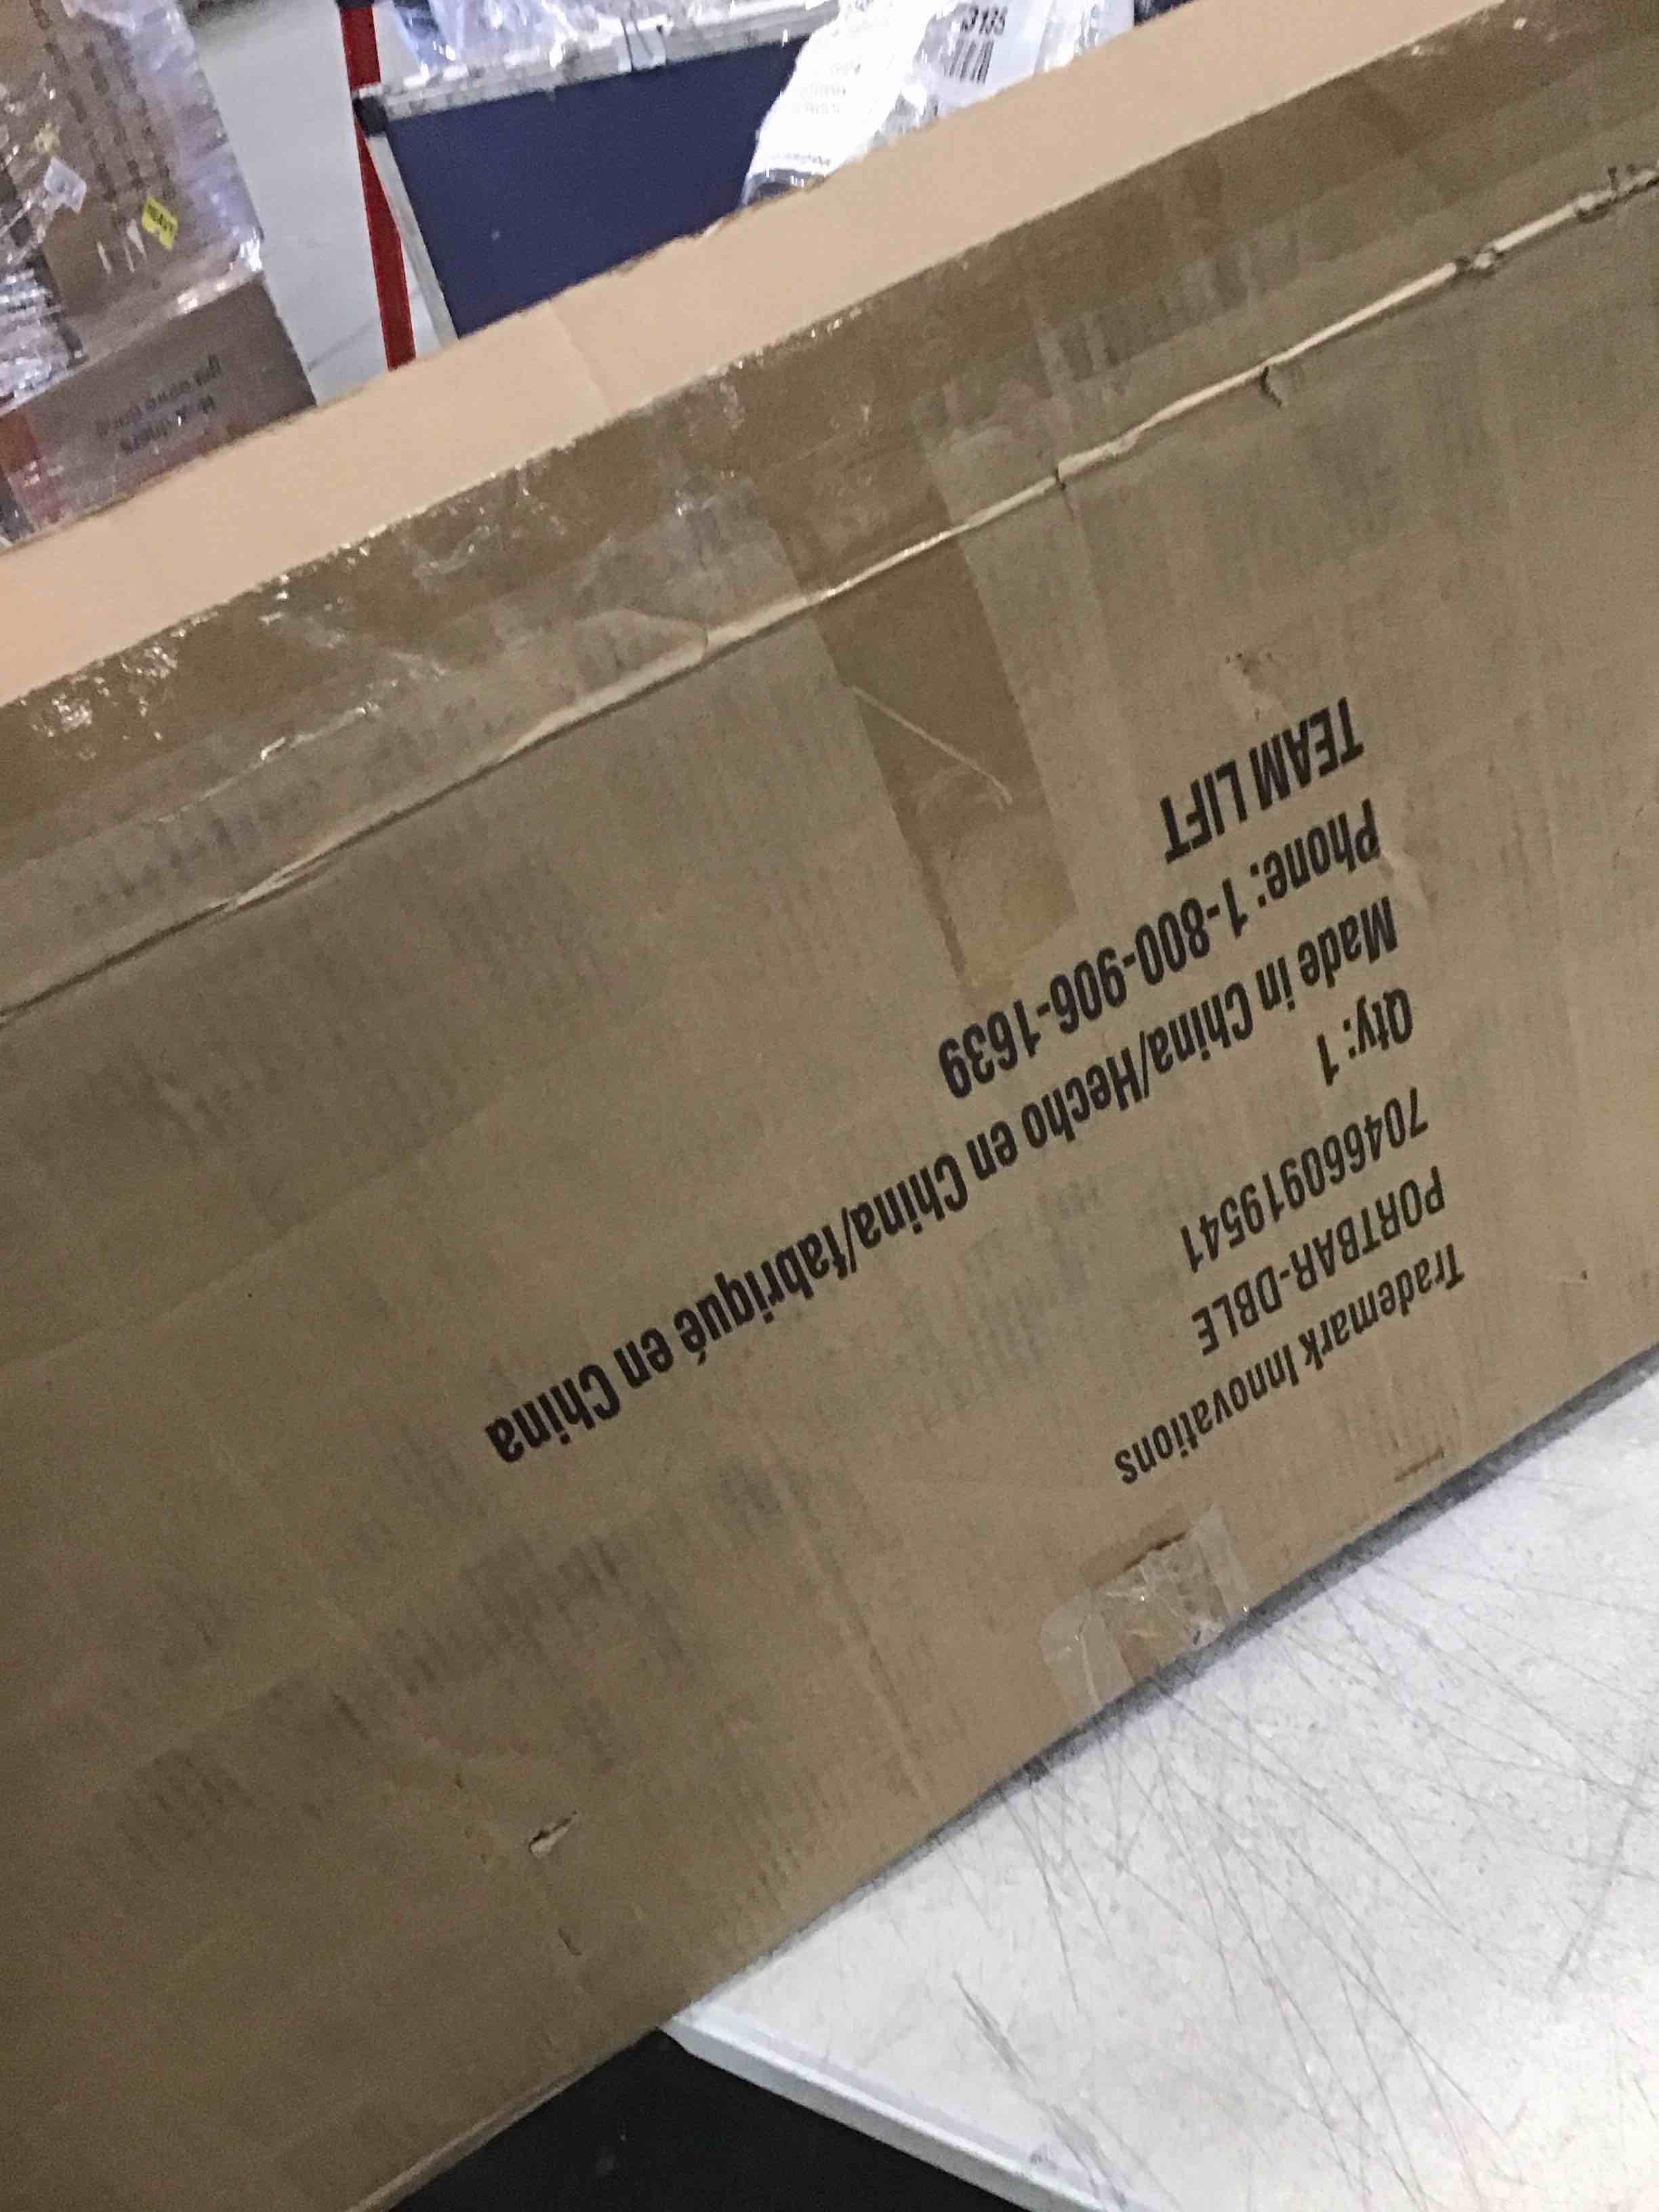 Trademark Innovations
PORTBAR-DBLE
704660919541
Qty: 1
Made in China/Hecho en China/fabriqué en China
Phone: 1-800-906-1639
TEAM LIFT
HEAVY